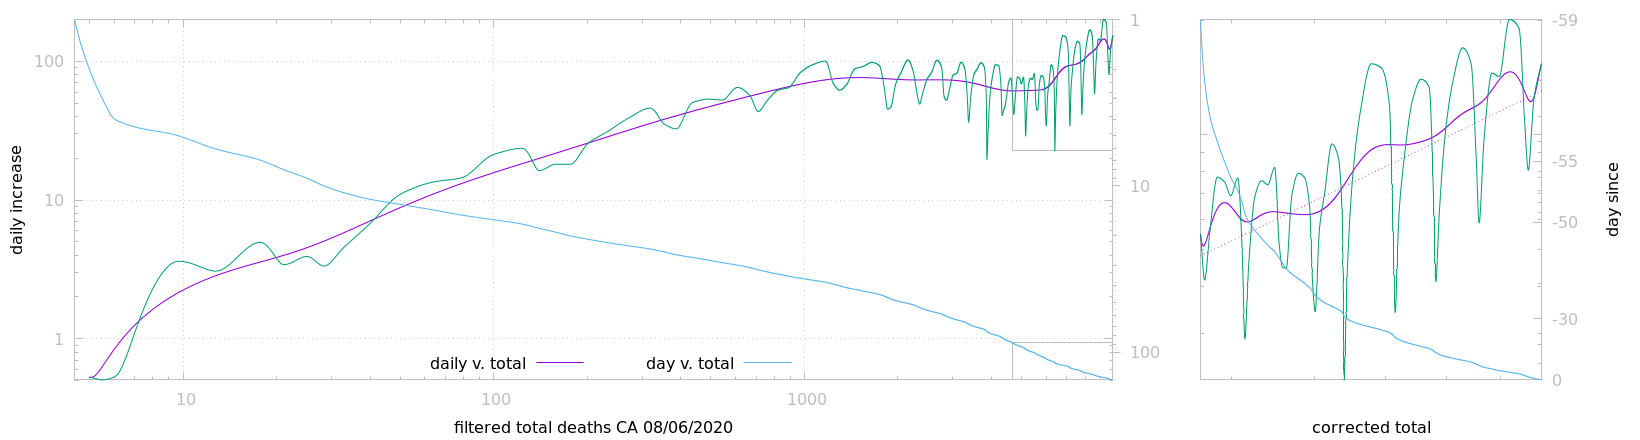 daily increase
100
10
1
10
100
1000
1
10
100
daily v. total
day v. total
filtered total deaths CA 08/06/2020
-59
-55
-50
-30
0
day since
corrected total